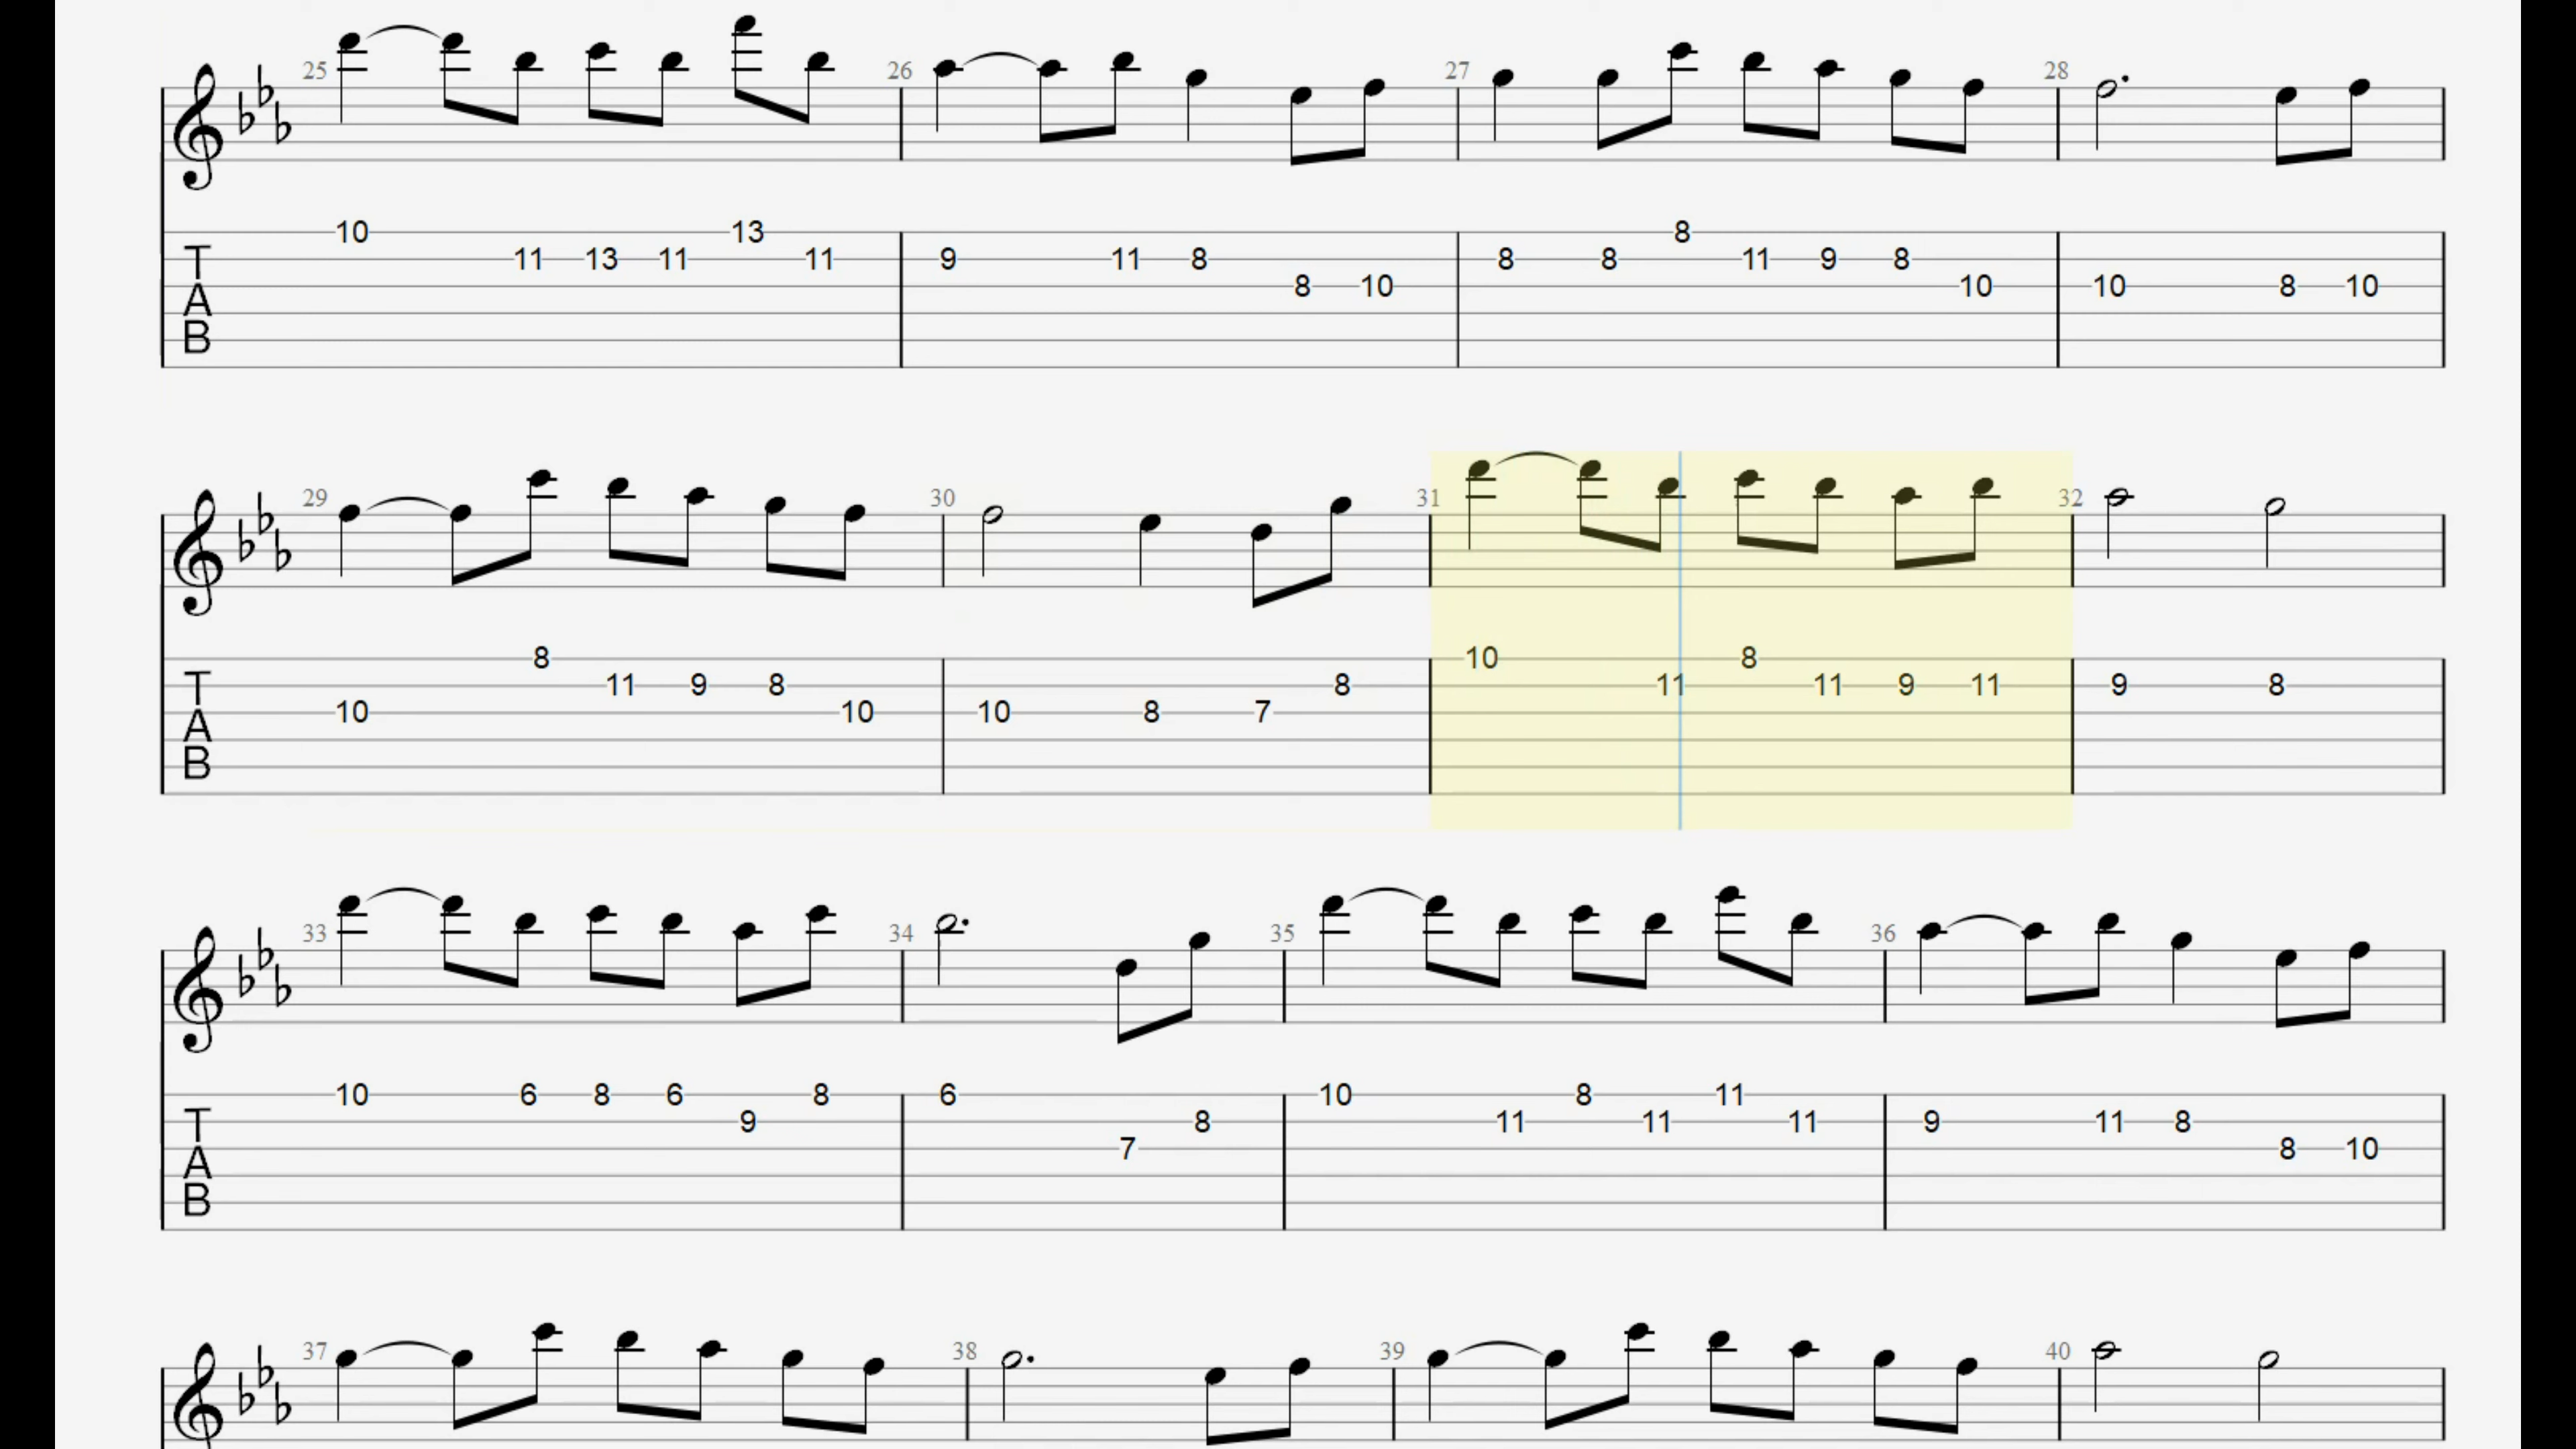 25 26 27 28
10 13
T 11 13 11 11 9 11 8 8 8 8 11 9 8
A 8 10 10 10 8 10
B
29 30 31 32
8 10 8
T 11 9 8 8 11 11 9 11 9 8
A 10 10 10 8 7
B
33 34 35 36
10 6 8 6 8 6 10 8 11
T 9 8 11 11 11 9 11 8
A 7 8 10
B
37 38 39 40